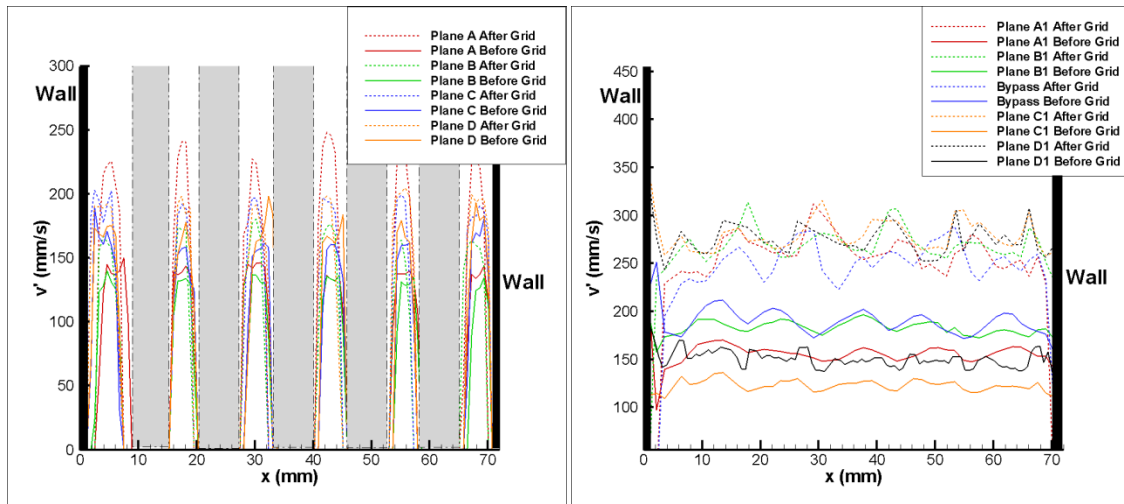 Plane A After Grid
Plane A Before Grid
Plane B After Grid
Plane B Before Grid
Plane C After Grid
Plane C Before Grid
Plane D After Grid
Plane D Before Grid
300
250
200
150
100
50
0
v' (mm/s)
Wall
Wall
0 10 20 30 40 50 60 70
x (mm)
Plane A1 After Grid
Plane A1 Before Grid
Plane B1 After Grid
Plane B1 Before Grid
Bypass After Grid
Bypass Before Grid
Plane C1 After Grid
Plane C1 Before Grid
Plane D1 After Grid
Plane D1 Before Grid
450
400
350
300
250
200
150
100
v' (mm/s)
Wall
Wall
0 10 20 30 40 50 60 70
x (mm)